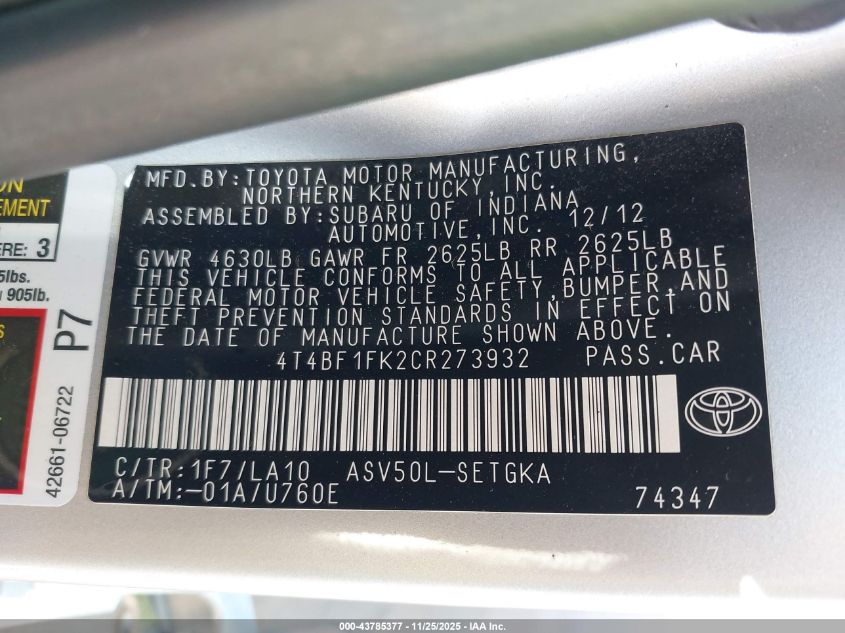 ON
EMENT
ERE: 3
5lbs.
905lb.
S
P7
42661-06722
MFD.BY:TOYOTA MOTOR MANUFACTURING,
NORTHERN KENTUCKY,INC.
ASSEMBLED BY:SUBARU OF INDIANA
AUTOMOTIVE,INC. 12/12
GVWR 4630LB GAWR FR 2625LB RR 2625LB
THIS VEHICLE CONFORMS TO ALL APPLICABLE
FEDERAL MOTOR VEHICLE SAFETY,BUMPER,AND
THEFT PREVENTION STANDARDS IN EFFECT ON
THE DATE OF MANUFACTURE SHOWN ABOVE.
4T4BF1FK2CR273932 PASS.CAR
C/TR:1F7/LA10 ASV50L-SETGKA
A/TM:-01A/U760E 74347
000-43785377 - 11/25/2025 - IAA Inc.